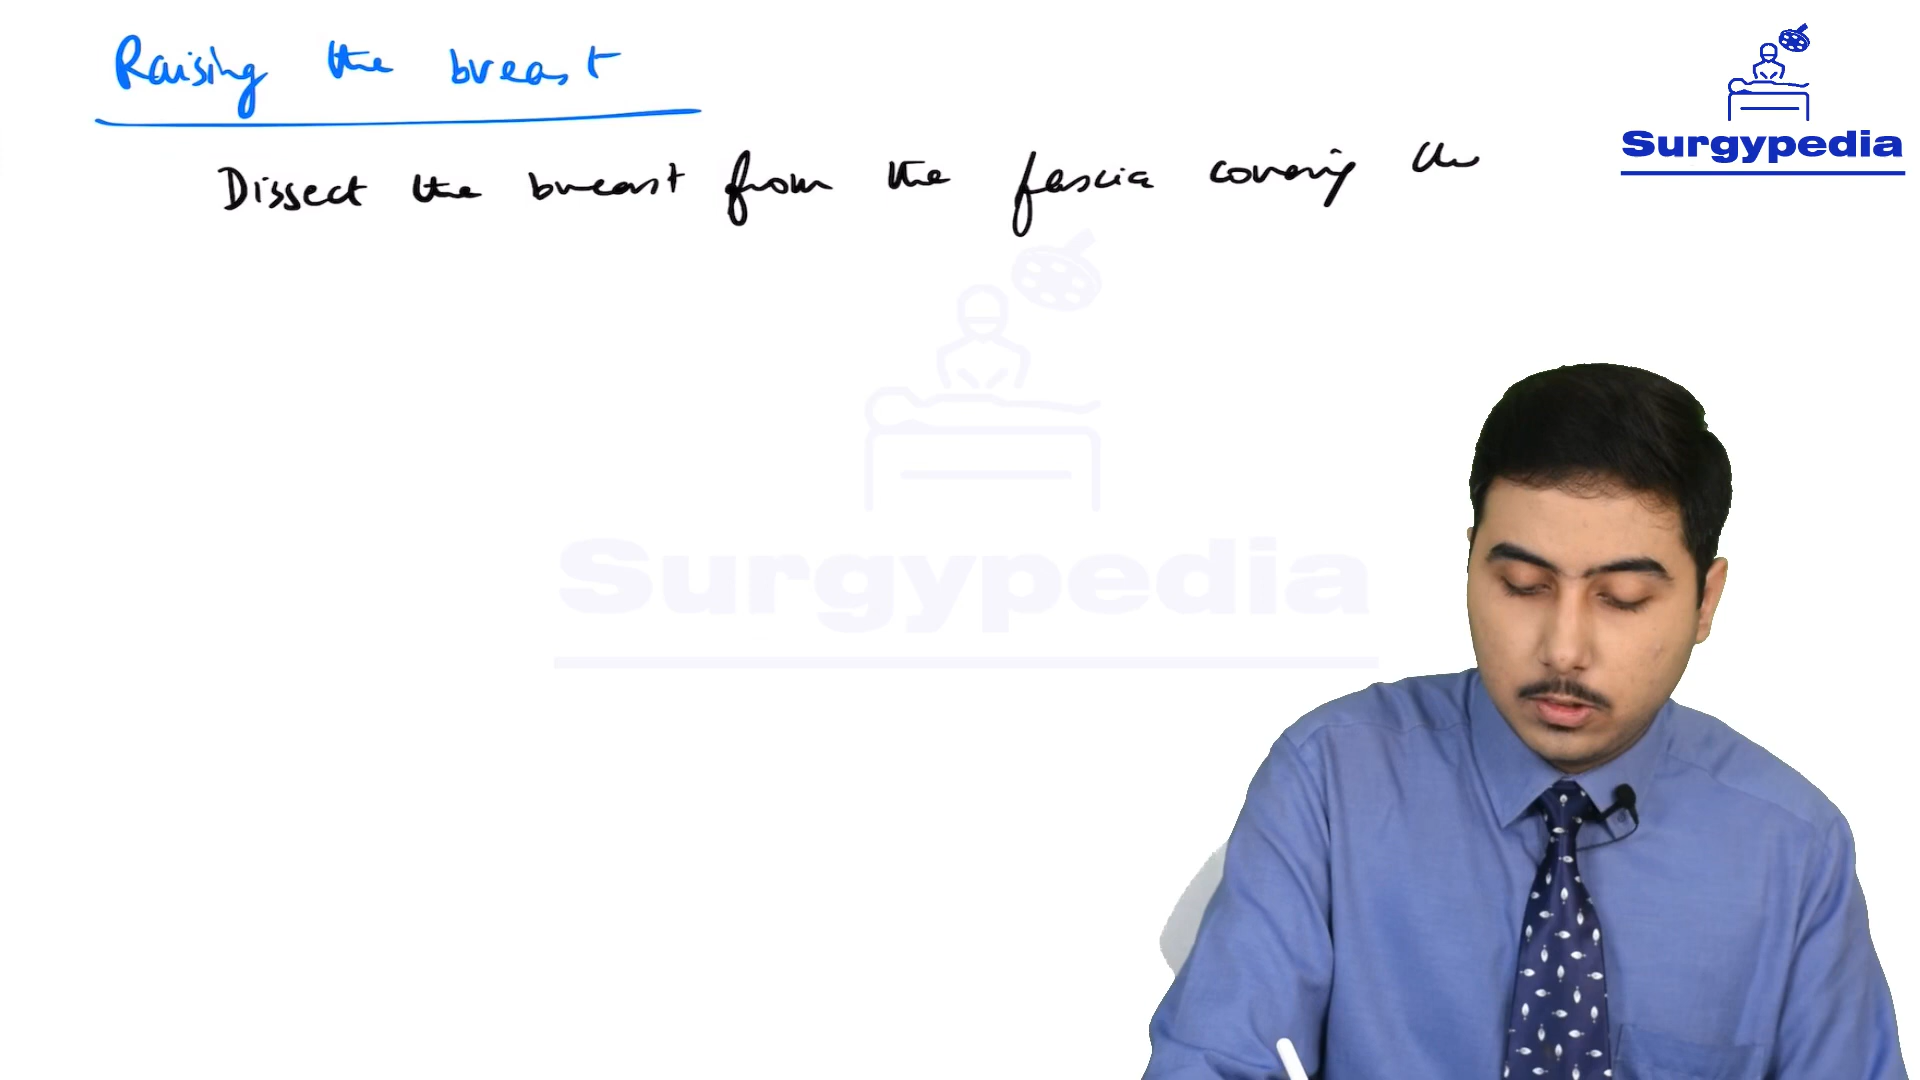 Raising the breast
Surgypedia
Dissect the breast from the fascia covering the
Surgypedia